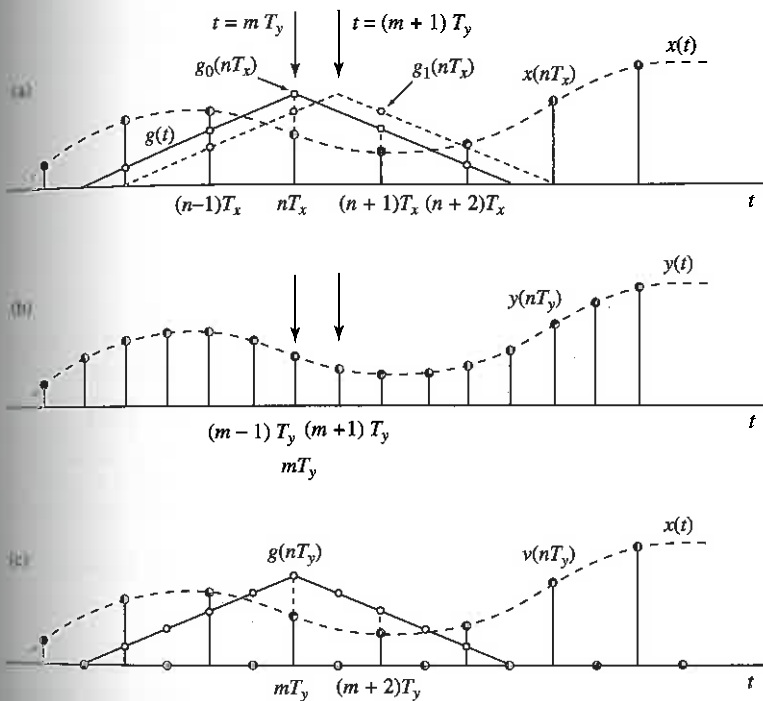 t = m T_y t = (m + 1) T_y
g_0(nT_x) g_1(nT_x) x(nT_x) x(t)
(a)
g(t)
(n−1)T_x nT_x (n + 1)T_x (n + 2)T_x t
y(t)
(b) y(nT_y)
(m − 1) T_y (m + 1) T_y t
mT_y
x(t)
(c) g(nT_y) v(nT_y)
mT_y (m + 2)T_y t